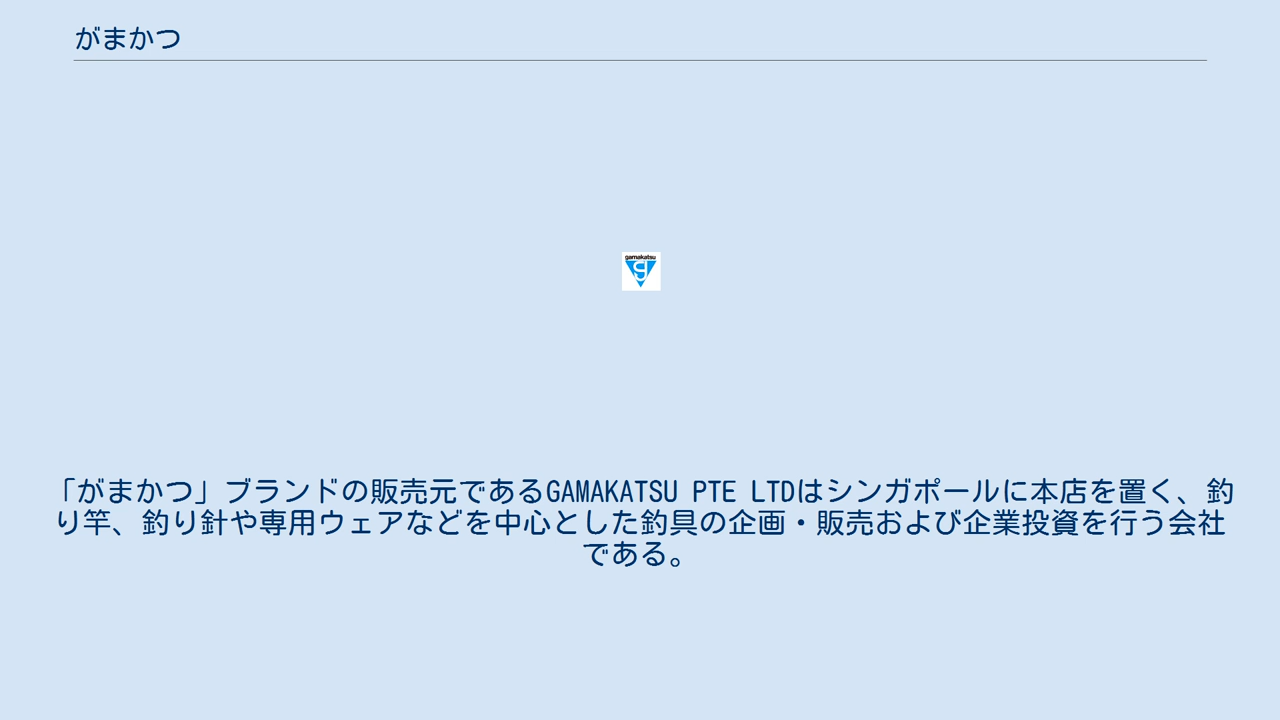 がまかつ
gamakatsu
g
「がまかつ」ブランドの販売元であるGAMAKATSU PTE LTDはシンガポールに本店を置く、釣
り竿、釣り針や専用ウェアなどを中心とした釣具の企画・販売および企業投資を行う会社
である。